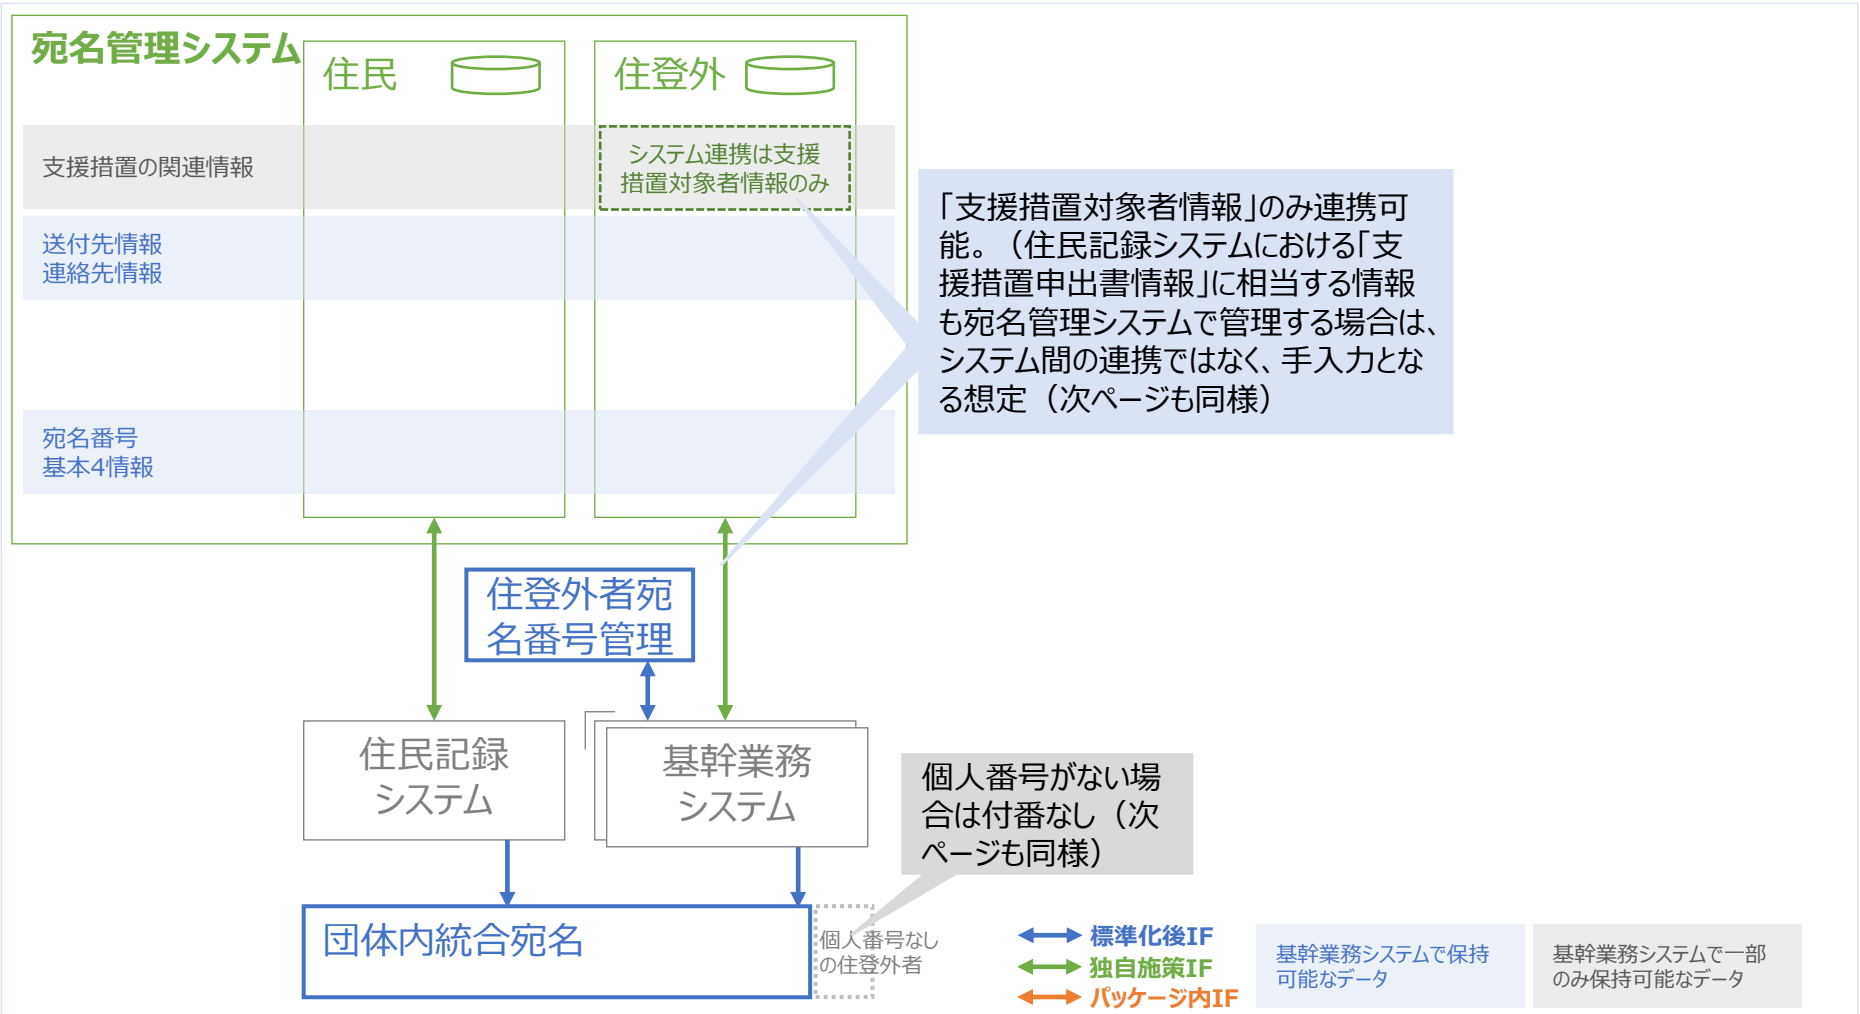 宛名管理システム
住民
住登外
支援措置の関連情報
システム連携は支援
措置対象者情報のみ
送付先情報
連絡先情報
宛名番号
基本4情報
「支援措置対象者情報」のみ連携可
能。（住民記録システムにおける「支
援措置申出書情報」に相当する情報
も宛名管理システムで管理する場合は、
システム間の連携ではなく、手入力とな
る想定（次ページも同様）
住登外者宛
名番号管理
住民記録
システム
基幹業務
システム
個人番号がない場
合は付番なし（次
ページも同様）
団体内統合宛名
個人番号なし
の住登外者
標準化後IF
独自施策IF
パッケージ内IF
基幹業務システムで保持
可能なデータ
基幹業務システムで一部
のみ保持可能なデータ